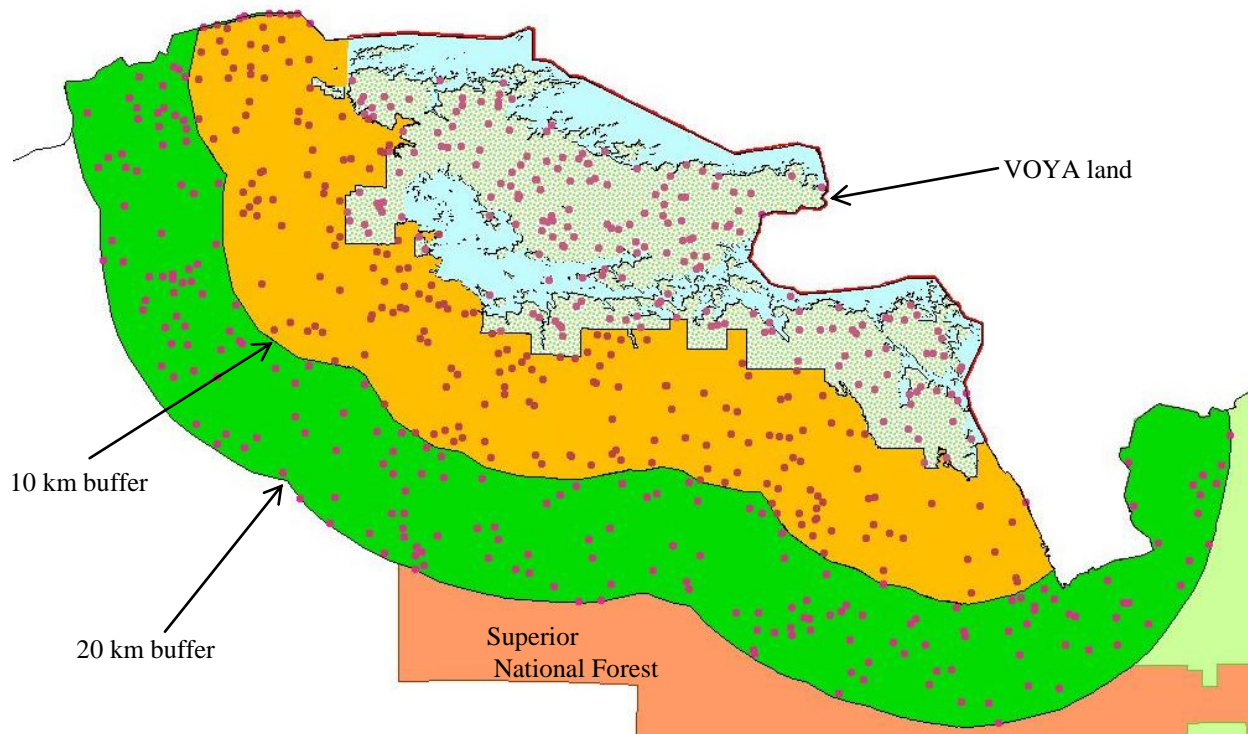 VOYA land
10 km buffer
20 km buffer
Superior
National Forest